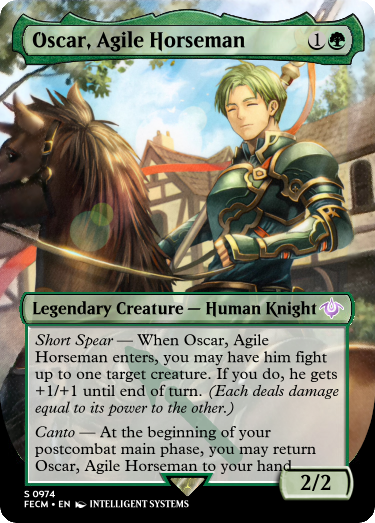 Oscar, Agile Horseman 1
Legendary Creature — Human Knight
Short Spear — When Oscar, Agile
Horseman enters, you may have him fight
up to one target creature. If you do, he gets
+1/+1 until end of turn. (Each deals damage
equal to its power to the other.)
Canto — At the beginning of your
postcombat main phase, you may return
Oscar, Agile Horseman to your hand.
2/2
S 0974
FECM • EN INTELLIGENT SYSTEMS